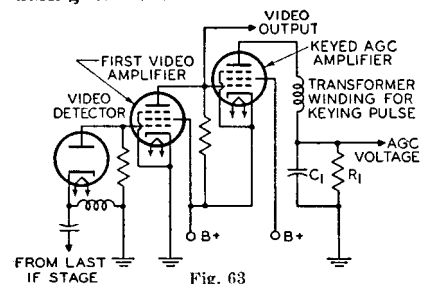 VIDEO
OUTPUT
FIRST VIDEO
AMPLIFIER
KEYED AGC
AMPLIFIER
VIDEO
DETECTOR
TRANSFORMER
WINDING FOR
KEYING PULSE
AGC
VOLTAGE
C1
R1
B+
B+
FROM LAST
IF STAGE
Fig. 63